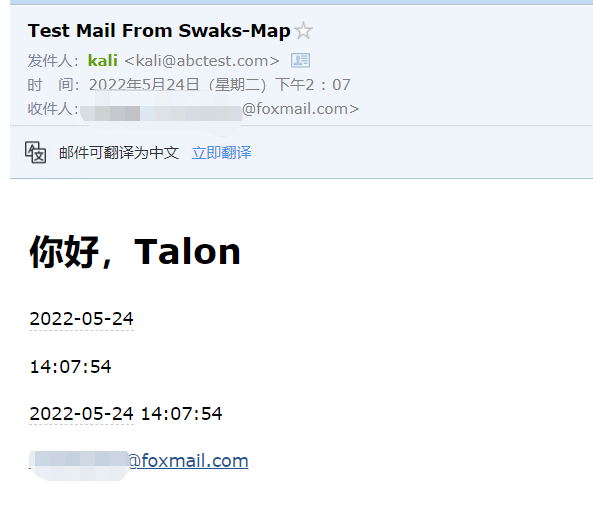 Test Mail From Swaks-Map
发件人：kali <kali@abctest.com>
时　间：2022年5月24日（星期二）下午2：07
收件人：@foxmail.com>
邮件可翻译为中文 立即翻译
你好，Talon
2022-05-24
14:07:54
2022-05-24 14:07:54
@foxmail.com